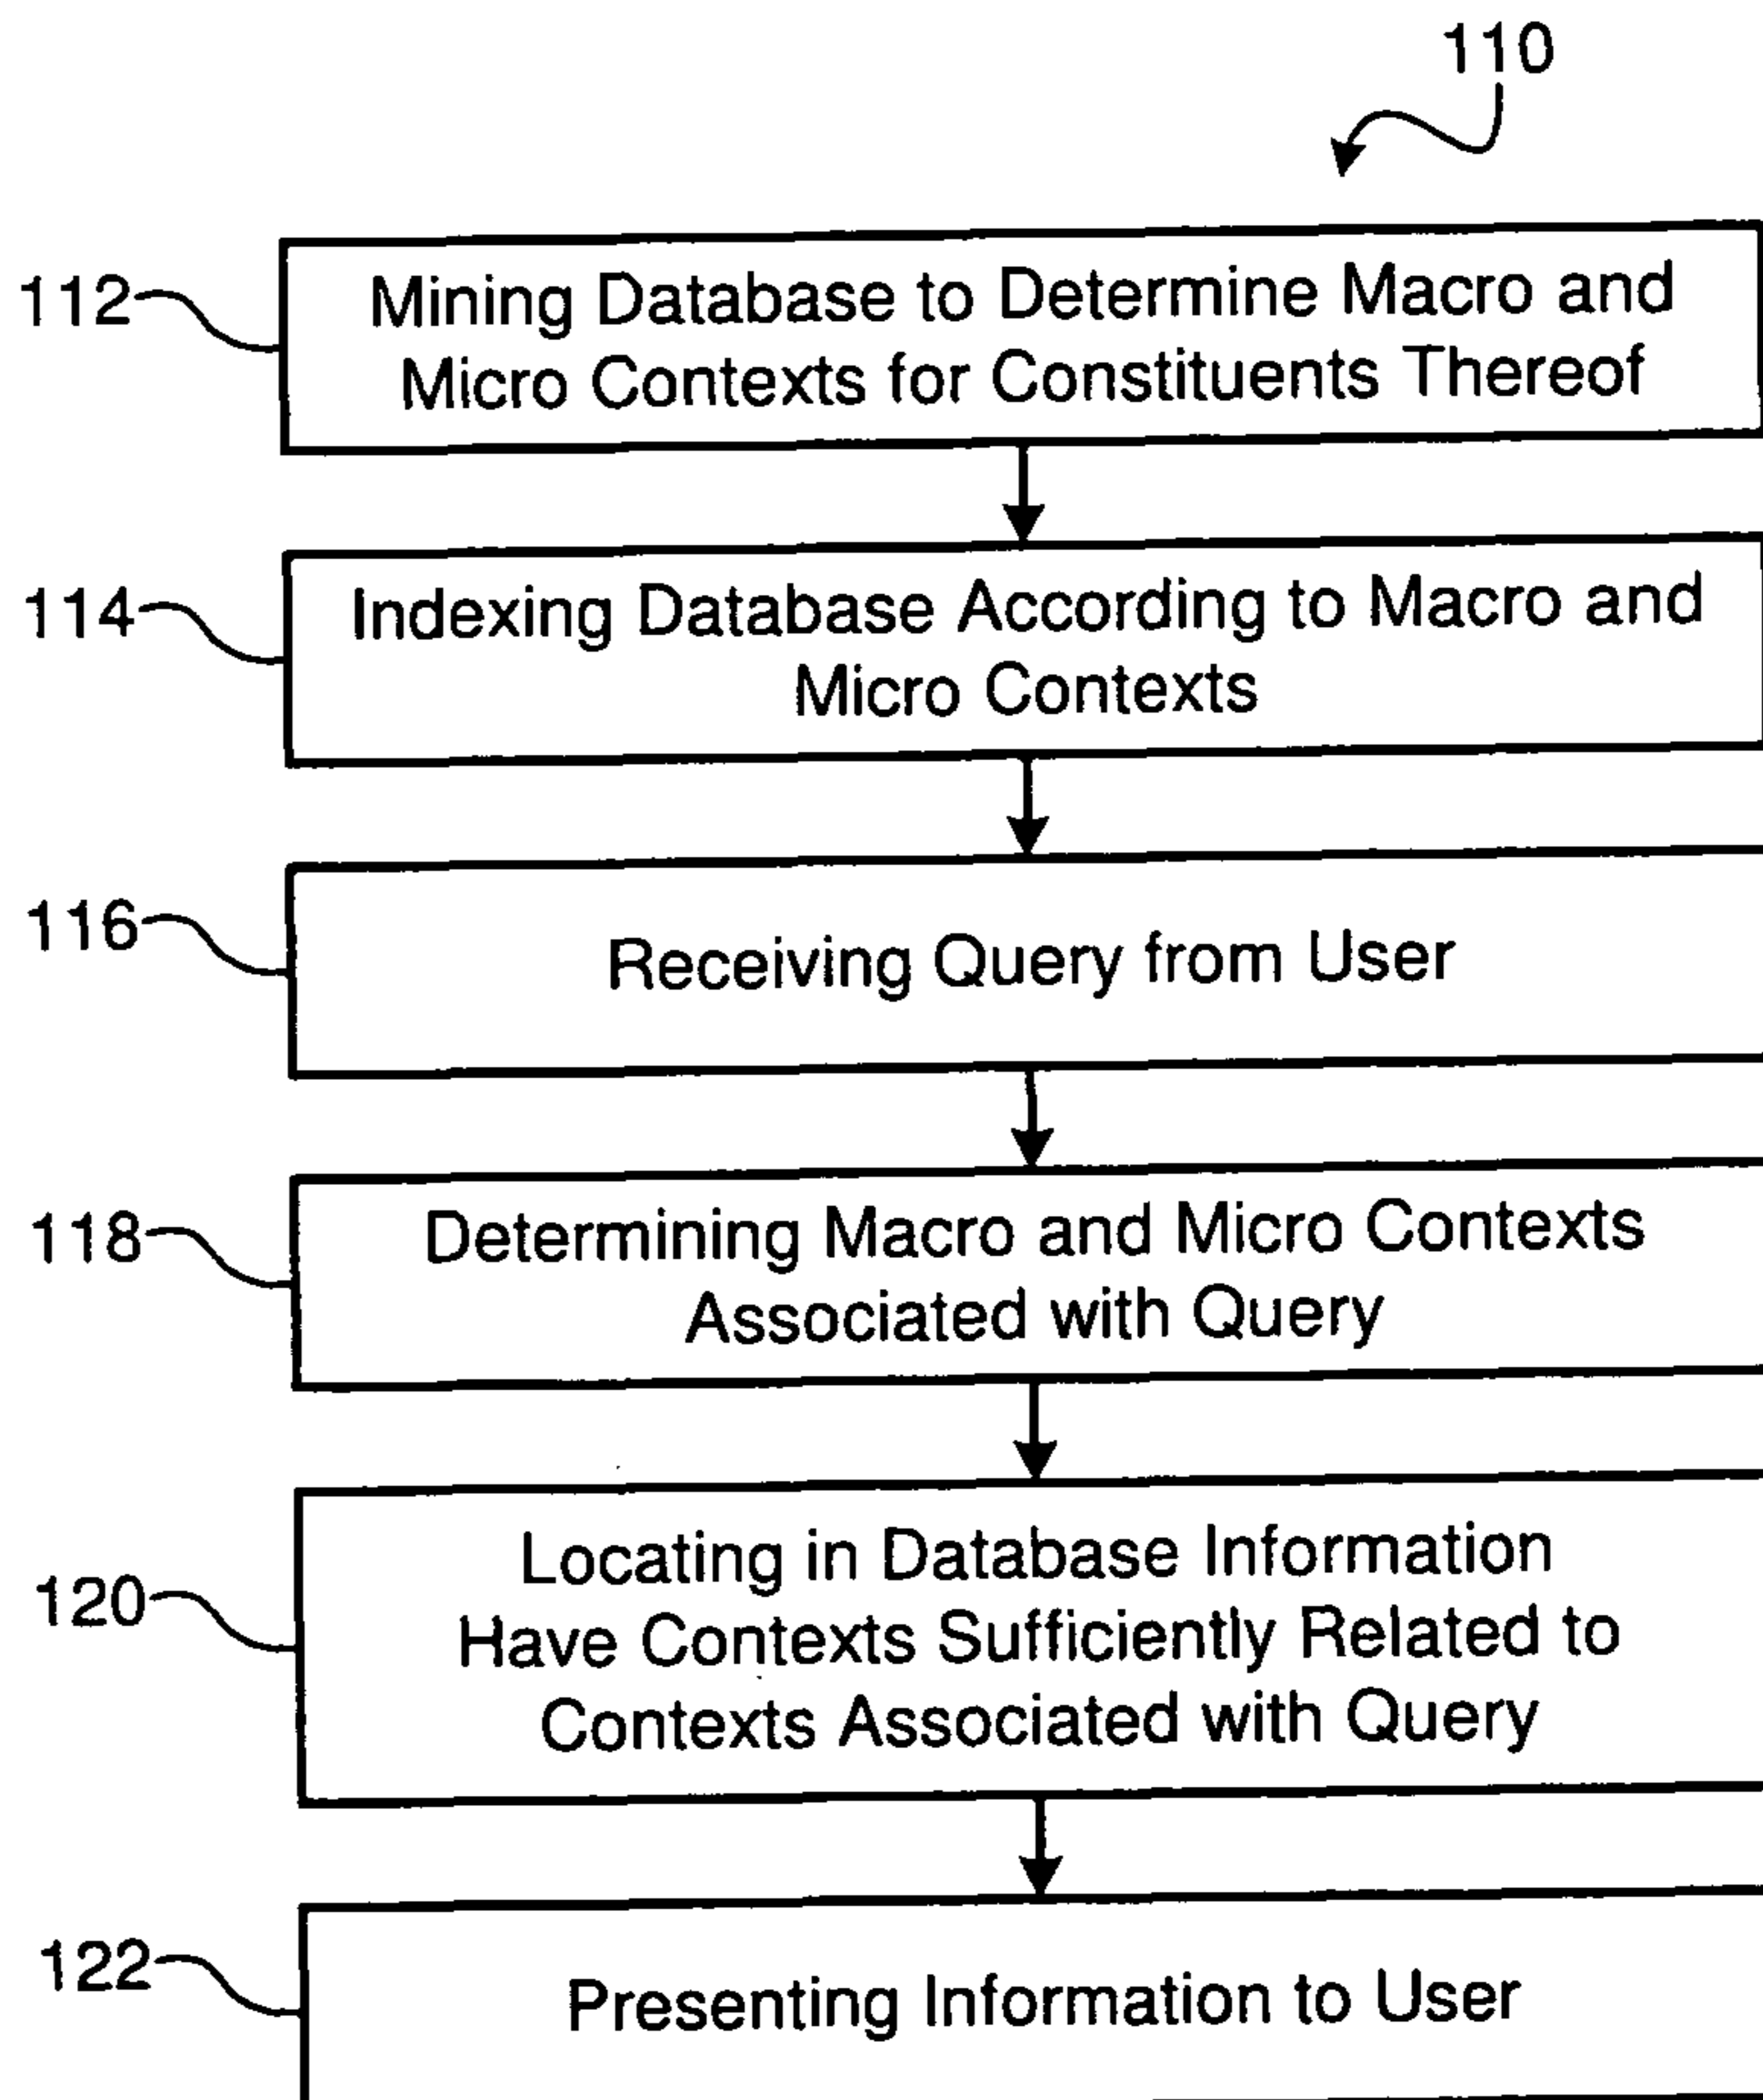 110
112
Mining Database to Determine Macro and
Micro Contexts for Constituents Thereof
114
Indexing Database According to Macro and
Micro Contexts
116
Receiving Query from User
118
Determining Macro and Micro Contexts
Associated with Query
120
Locating in Database Information
Have Contexts Sufficiently Related to
Contexts Associated with Query
122
Presenting Information to User